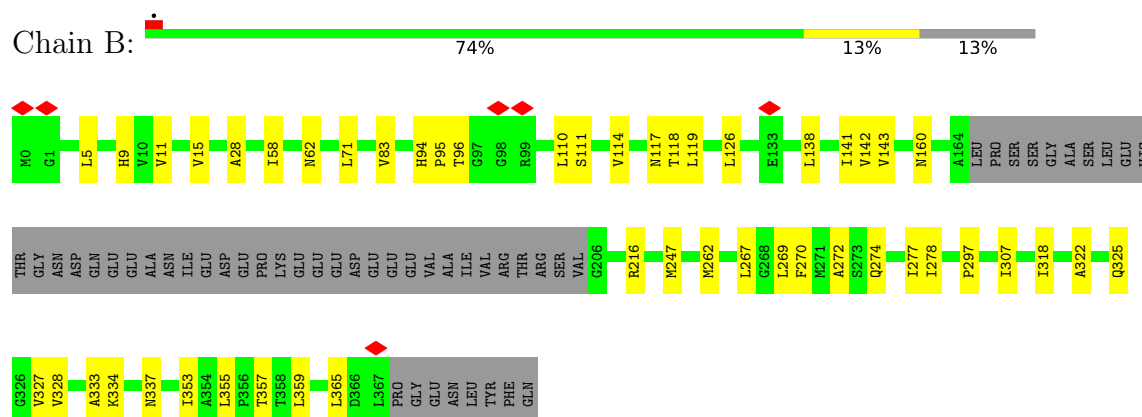 Chain B:
•
74%
13%
13%
M0 G1 L5 H9 V10 V11 V15 A28 I58 N62 L71 V83 H94 P95 T96 G97 G98 R99 L110 S111 V114 N117 T118 L119 L126 E133 L138 I141 V142 V143 N160 A164 LEU PRO SER SER GLY ALA SER LEU GLU
THR GLY ASN ASP GLN GLU GLU ALA ASN ILE GLU ASP GLU PRO LYS GLU GLU GLU ASP GLU GLU GLU VAL ALA ILE VAL ARG THR ARG SER VAL G206 R216 M247 M262 L267 G268 L269 F270 M271 A272 S273 Q274 I277 I278 P297 I307 I318 A322 Q325
G326 V327 V328 A333 K334 N337 I353 A354 L355 P356 T357 T358 L359 L365 D366 L367 PRO GLY GLU ASN LEU TYR PHE GLN